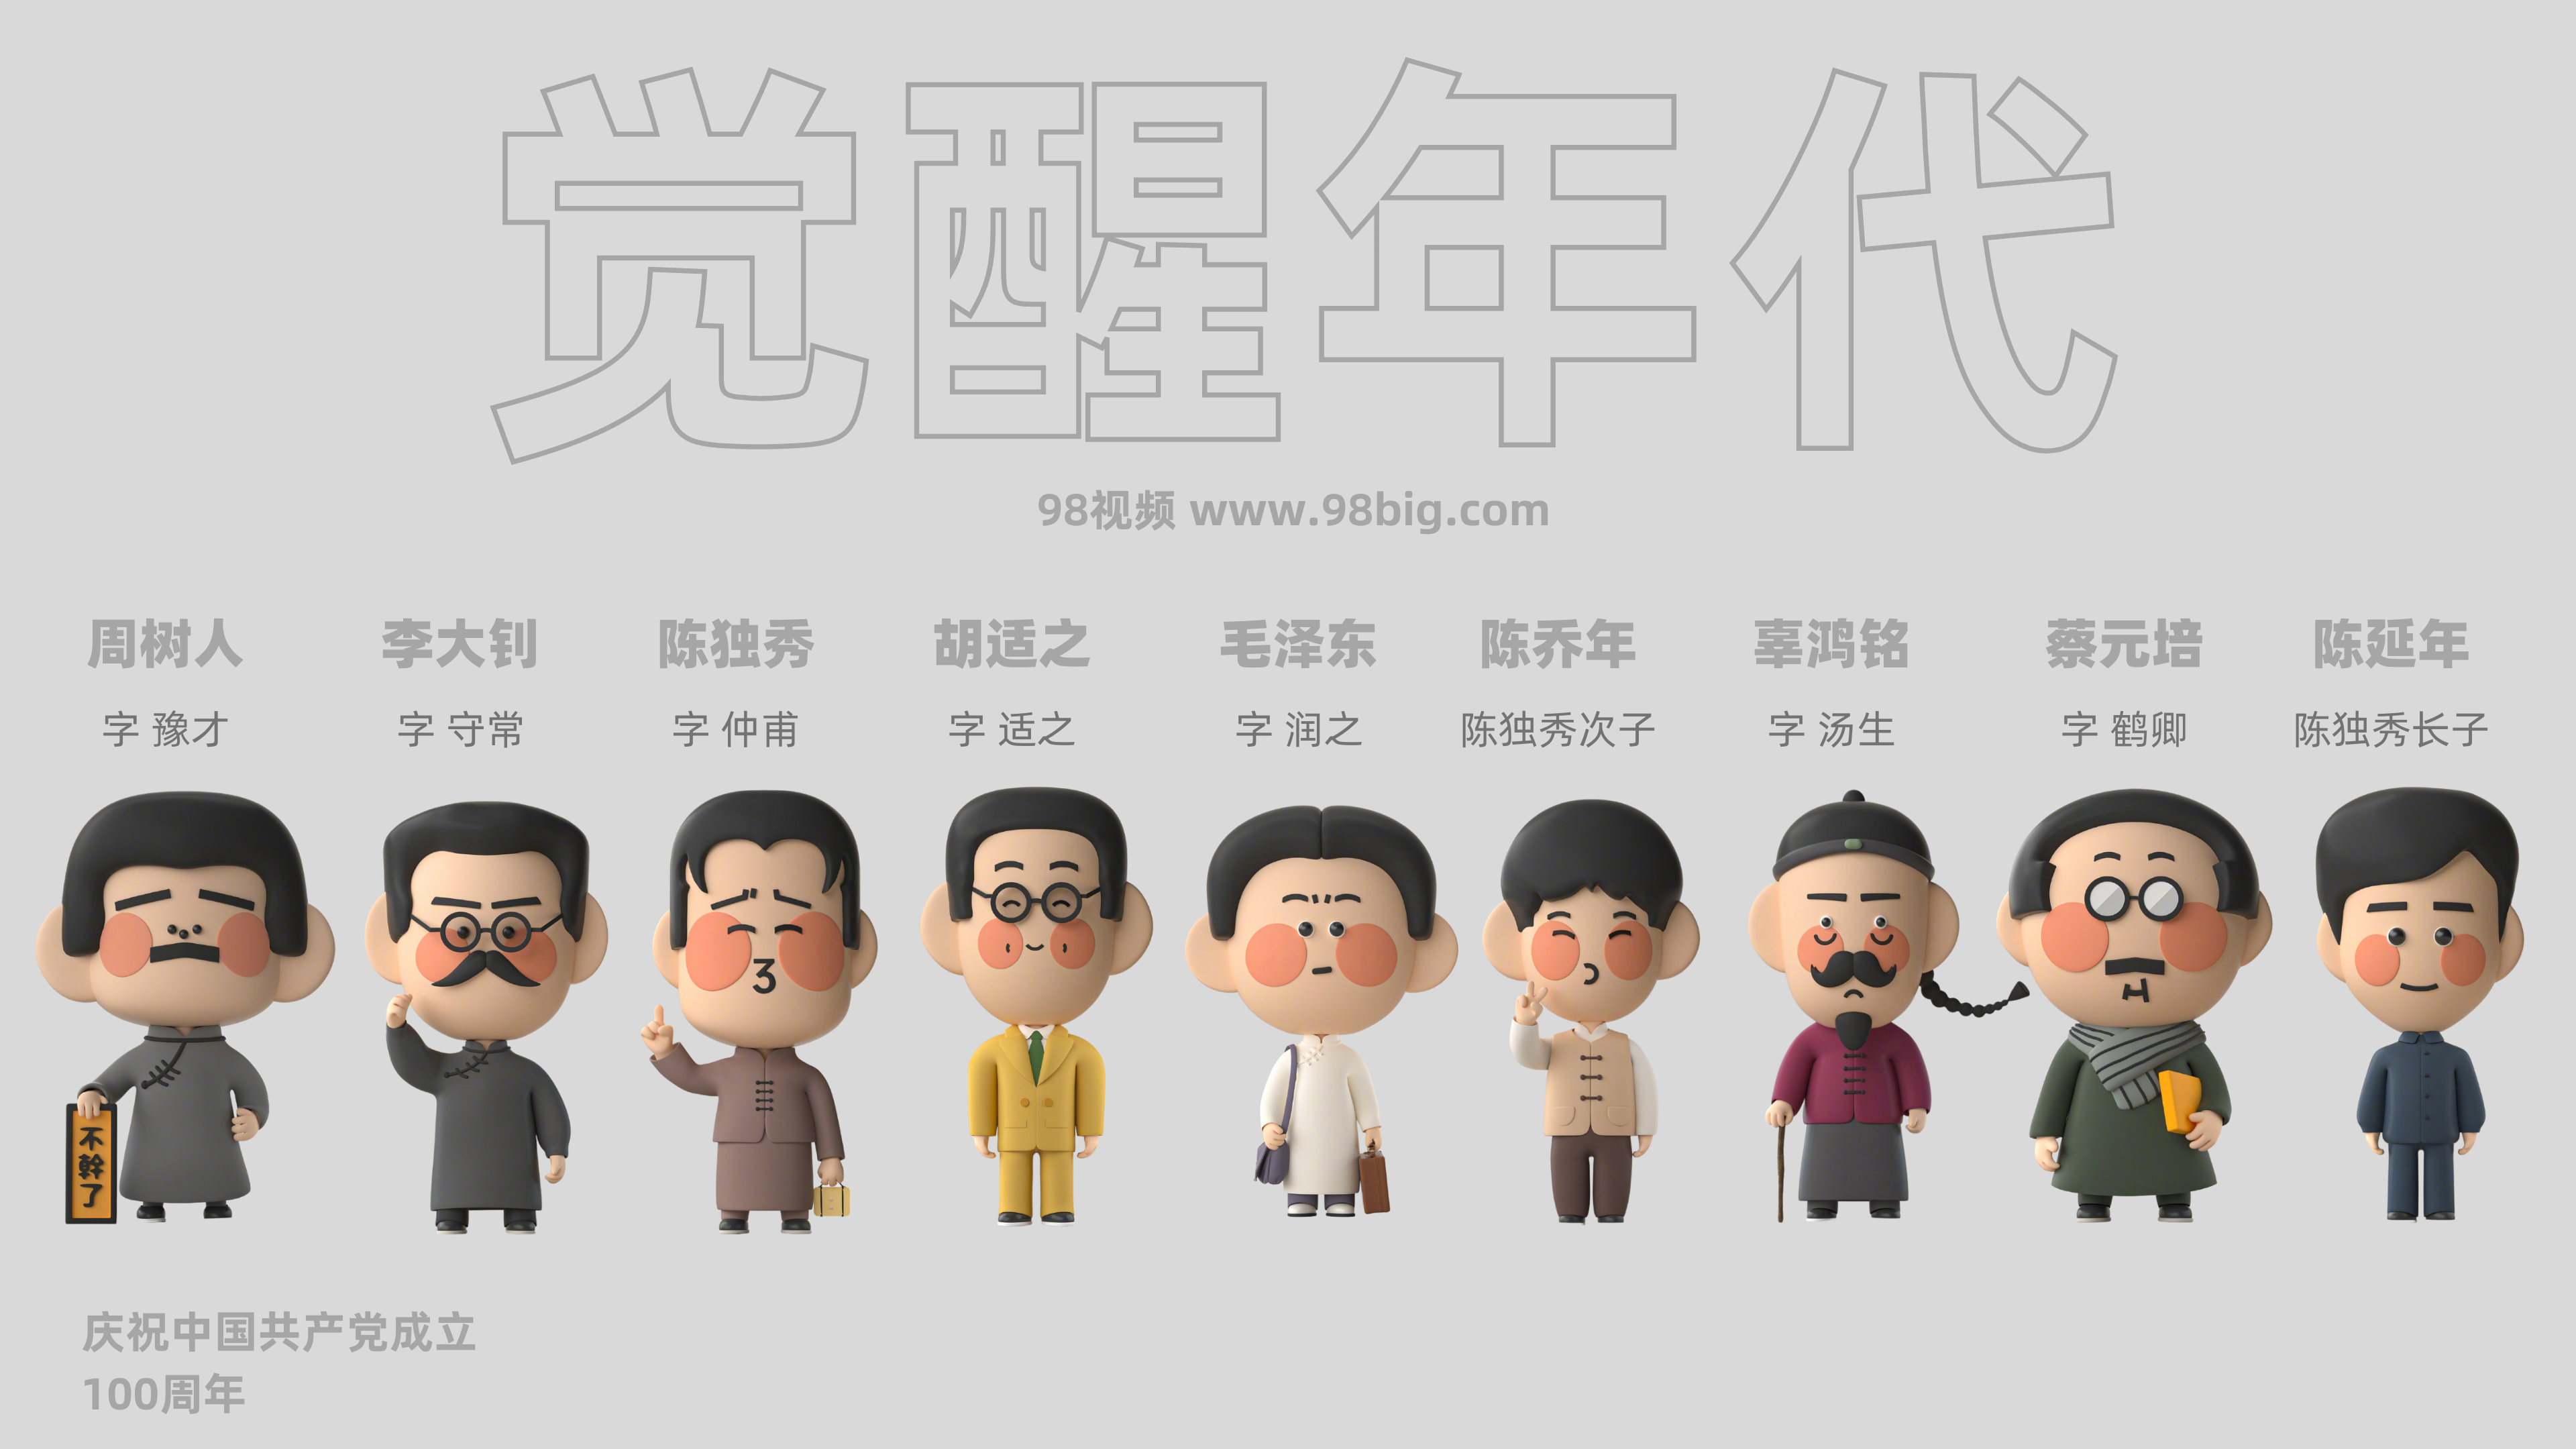 觉醒年代
98视频 www.98big.com
周树人 李大钊 陈独秀 胡适之 毛泽东 陈乔年 辜鸿铭 蔡元培 陈延年
字 豫才 字 守常 字 仲甫 字 适之 字 润之 陈独秀次子 字 汤生 字 鹤卿 陈独秀长子
不幹了
庆祝中国共产党成立
100周年